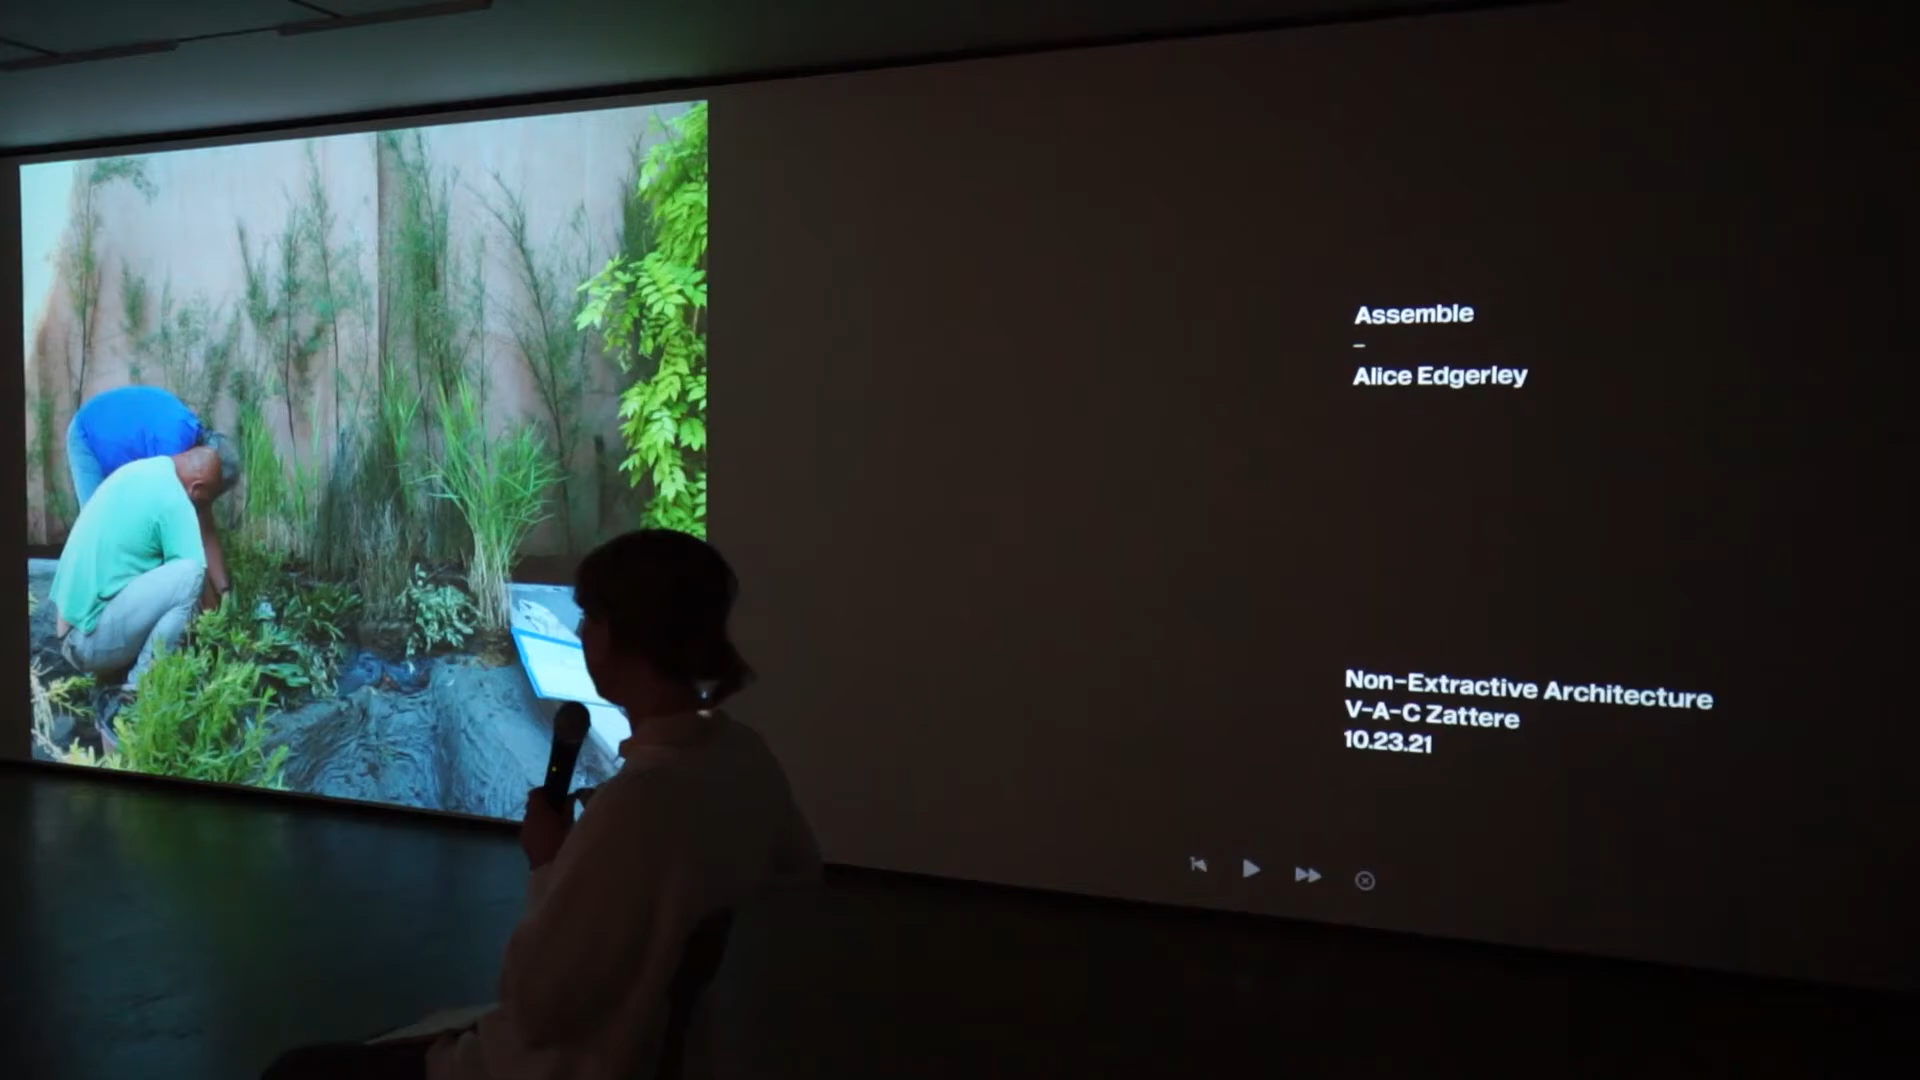 Assemble
–
Alice Edgerley
Non-Extractive Architecture
V-A-C Zattere
10.23.21